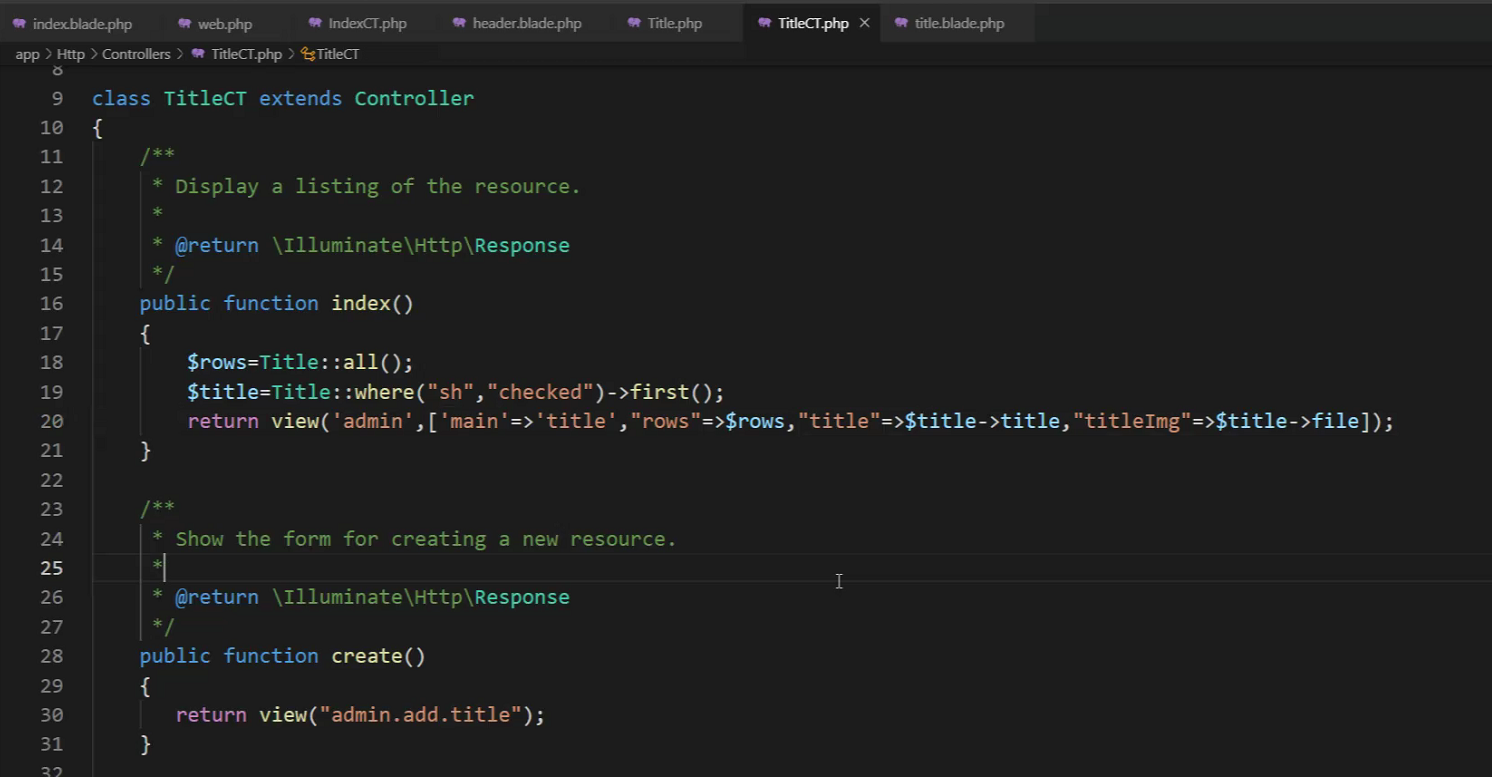 index.blade.php web.php IndexCT.php header.blade.php Title.php TitleCT.php × title.blade.php
app > Http > Controllers > TitleCT.php > TitleCT
8
9 class TitleCT extends Controller
10 {
11 /**
12 * Display a listing of the resource.
13 *
14 * @return \Illuminate\Http\Response
15 */
16 public function index()
17 {
18 $rows=Title::all();
19 $title=Title::where("sh","checked")->first();
20 return view('admin',['main'=>'title',"rows"=>$rows,"title"=>$title->title,"titleImg"=>$title->file]);
21 }
22
23 /**
24 * Show the form for creating a new resource.
25 *
26 * @return \Illuminate\Http\Response
27 */
28 public function create()
29 {
30 return view("admin.add.title");
31 }
32